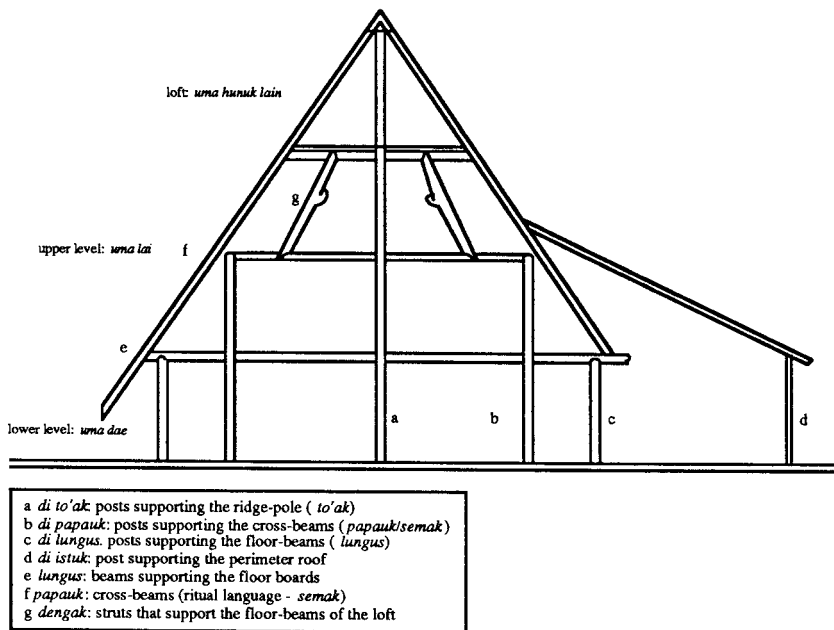 loft: uma hunuk lain
g
upper level: uma lai f
e
lower level: uma dae a b c d
a di to'ak: posts supporting the ridge-pole ( to'ak)
b di papauk: posts supporting the cross-beams (papauk/semak)
c di lungus. posts supporting the floor-beams ( lungus)
d di istuk: post supporting the perimeter roof
e lungus: beams supporting the floor boards
f papauk: cross-beams (ritual language - semak)
g dengak: struts that support the floor-beams of the loft